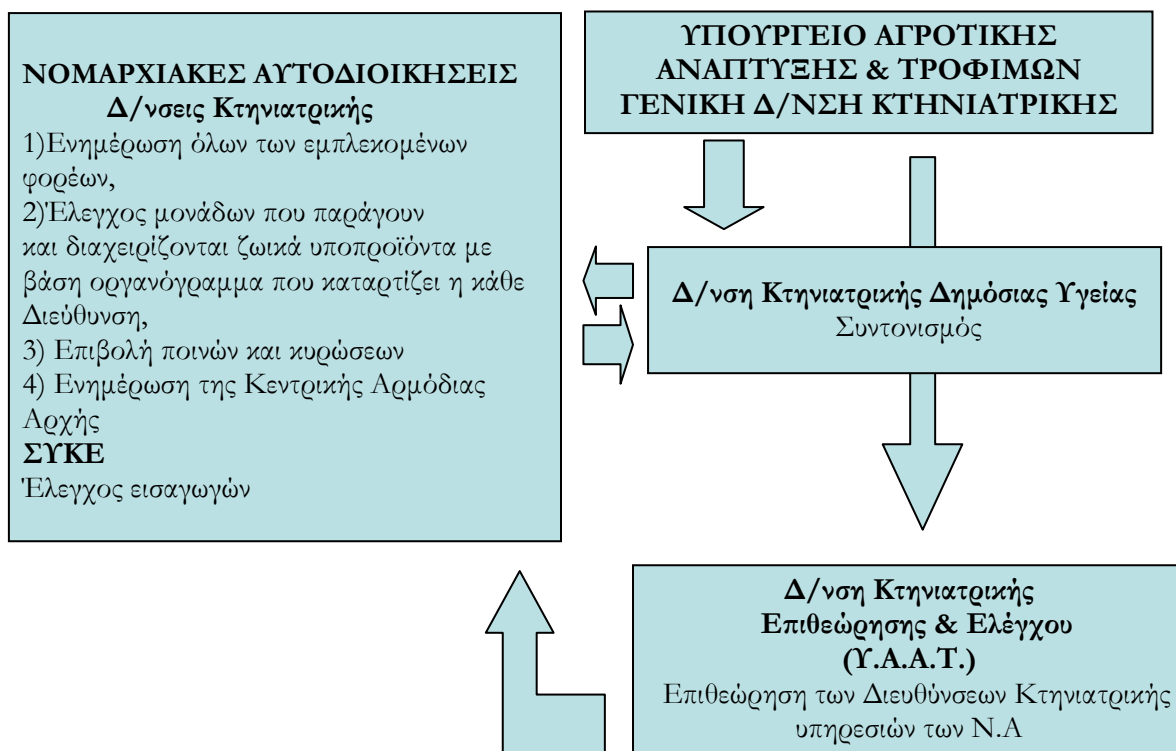 ΝΟΜΑΡΧΙΑΚΕΣ ΑΥΤΟΔΙΟΙΚΗΣΕΙΣ
Δ/νσεις Κτηνιατρικής
1)Ενημέρωση όλων των εμπλεκομένων
φορέων,
2)Έλεγχος μονάδων που παράγουν
και διαχειρίζονται ζωικά υποπροϊόντα με
βάση οργανόγραμμα που καταρτίζει η κάθε
Διεύθυνση,
3) Επιβολή ποινών και κυρώσεων
4) Ενημέρωση της Κεντρικής Αρμόδιας
Αρχής
ΣΥΚΕ
Έλεγχος εισαγωγών
ΥΠΟΥΡΓΕΙΟ ΑΓΡΟΤΙΚΗΣ
ΑΝΑΠΤΥΞΗΣ & ΤΡΟΦΙΜΩΝ
ΓΕΝΙΚΗ Δ/ΝΣΗ ΚΤΗΝΙΑΤΡΙΚΗΣ
Δ/νση Κτηνιατρικής Δημόσιας Υγείας
Συντονισμός
Δ/νση Κτηνιατρικής
Επιθεώρησης & Ελέγχου
(Υ.Α.Α.Τ.)
Επιθεώρηση των Διευθύνσεων Κτηνιατρικής
υπηρεσιών των Ν.Α